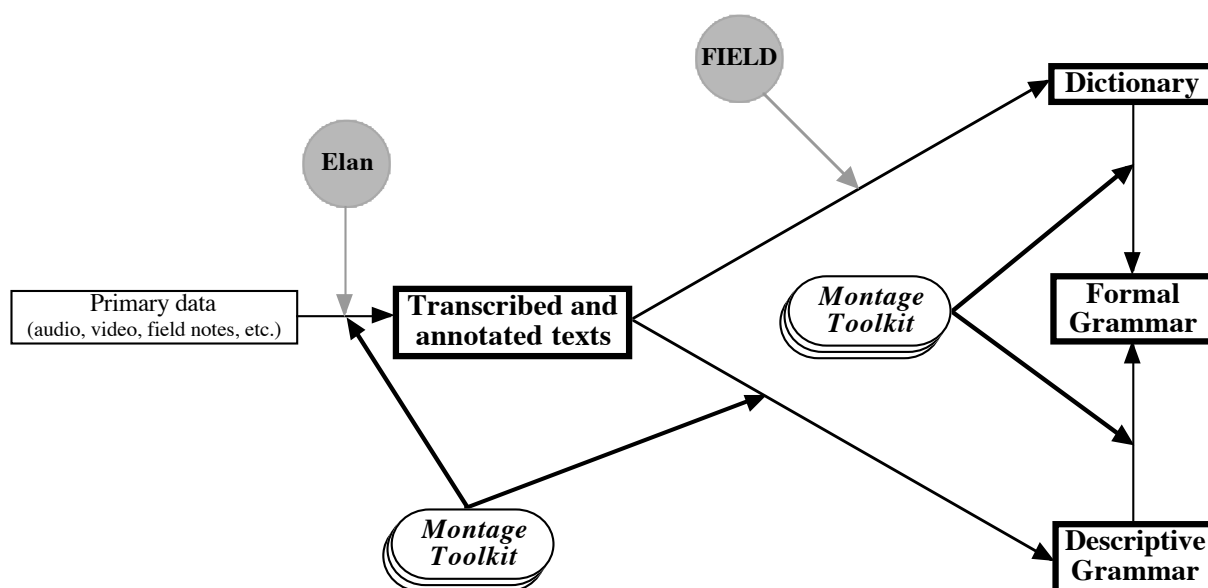 FIELD
Dictionary
Elan
Primary data
(audio, video, field notes, etc.)
Transcribed and
annotated texts
Montage
Toolkit
Formal
Grammar
Montage
Toolkit
Descriptive
Grammar